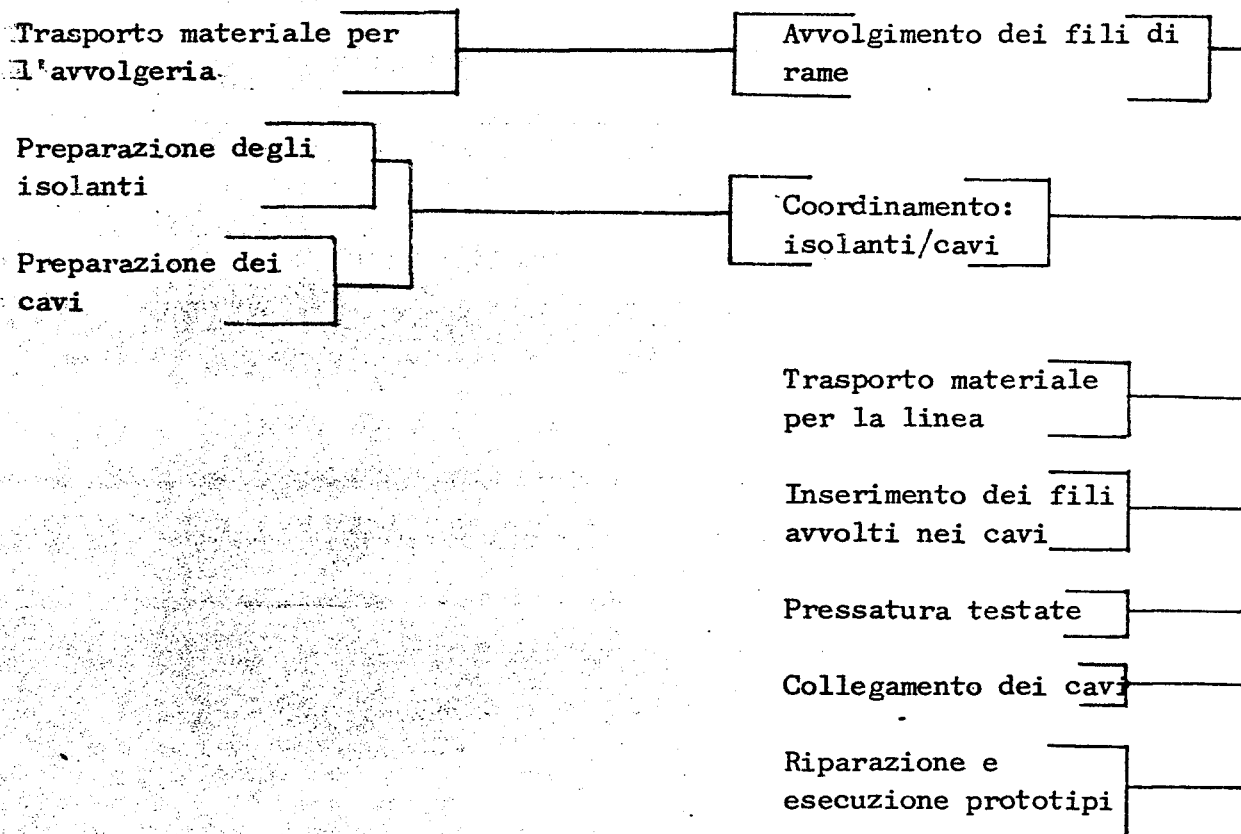 Trasporto materiale per
l'avvolgeria
Avvolgimento dei fili di
rame
Preparazione degli
isolanti
Preparazione dei
cavi
Coordinamento:
isolanti/cavi
Trasporto materiale
per la linea
Inserimento dei fili
avvolti nei cavi
Pressatura testate
Collegamento dei cavi
Riparazione e
esecuzione prototipi